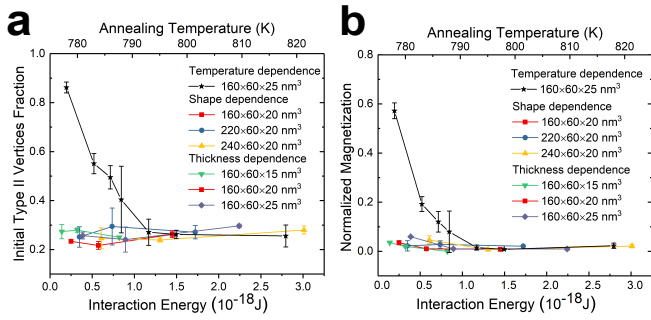 a
Annealing Temperature (K)
780 790 800 810 820
Initial Type II Vertices Fraction
1.0
0.8
0.6
0.4
0.2
Temperature dependence
160×60×25 nm³
Shape dependence
160×60×20 nm³
220×60×20 nm³
240×60×20 nm³
Thickness dependence
160×60×15 nm³
160×60×20 nm³
160×60×25 nm³
0.0 0.5 1.0 1.5 2.0 2.5 3.0
Interaction Energy (10⁻¹⁸J)
b
Annealing Temperature (K)
780 790 800 810 820
Normalized Magnetization
0.8
0.6
0.4
0.2
0.0
Temperature dependence
160×60×25 nm³
Shape dependence
160×60×20 nm³
220×60×20 nm³
240×60×20 nm³
Thickness dependence
160×60×15 nm³
160×60×20 nm³
160×60×25 nm³
0.0 0.5 1.0 1.5 2.0 2.5 3.0
Interaction Energy (10⁻¹⁸J)